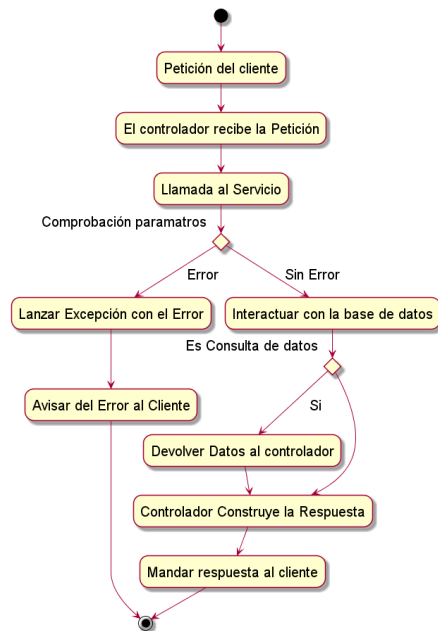 Petición del cliente
El controlador recibe la Petición
Llamada al Servicio
Comprobación paramatros
Error
Sin Error
Lanzar Excepción con el Error
Interactuar con la base de datos
Es Consulta de datos
Avisar del Error al Cliente
Si
Devolver Datos al controlador
Controlador Construye la Respuesta
Mandar respuesta al cliente